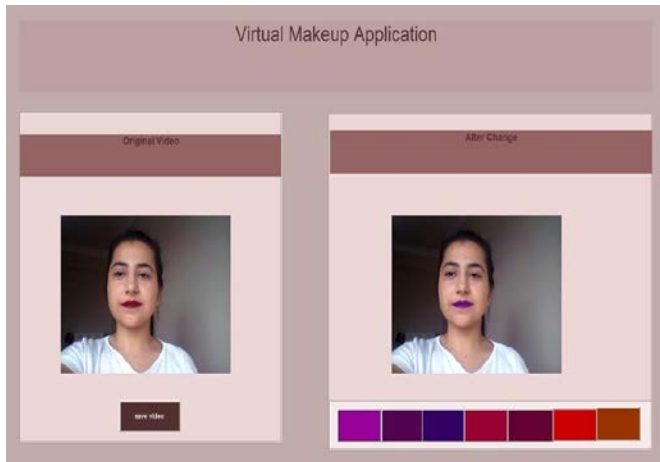 Virtual Makeup Application
Original Video
After Change
save video